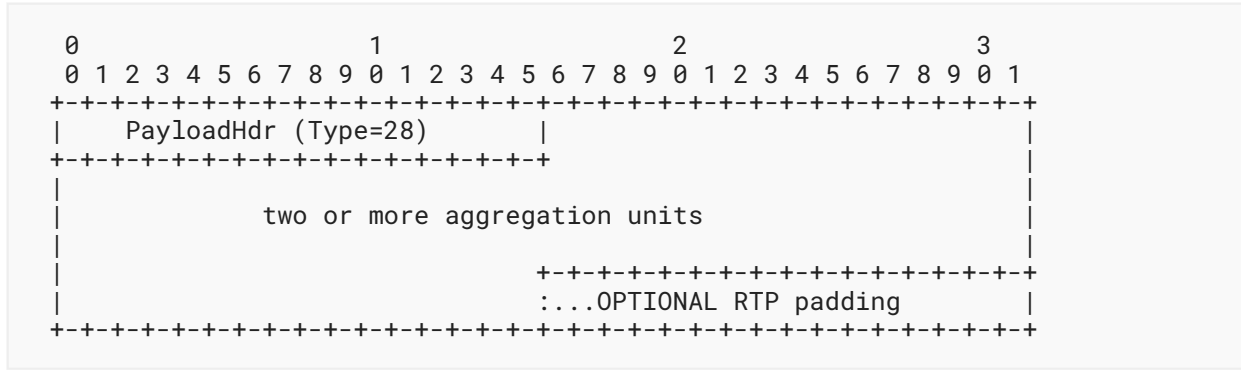 0                   1                   2                   3
 0 1 2 3 4 5 6 7 8 9 0 1 2 3 4 5 6 7 8 9 0 1 2 3 4 5 6 7 8 9 0 1
+-+-+-+-+-+-+-+-+-+-+-+-+-+-+-+-+-+-+-+-+-+-+-+-+-+-+-+-+-+-+-+-+
|    PayloadHdr (Type=28)       |                               |
+-+-+-+-+-+-+-+-+-+-+-+-+-+-+-+-+                               |
|                                                               |
|             two or more aggregation units                     |
|                                                               |
|                               +-+-+-+-+-+-+-+-+-+-+-+-+-+-+-+-+
|                               :...OPTIONAL RTP padding        |
+-+-+-+-+-+-+-+-+-+-+-+-+-+-+-+-+-+-+-+-+-+-+-+-+-+-+-+-+-+-+-+-+